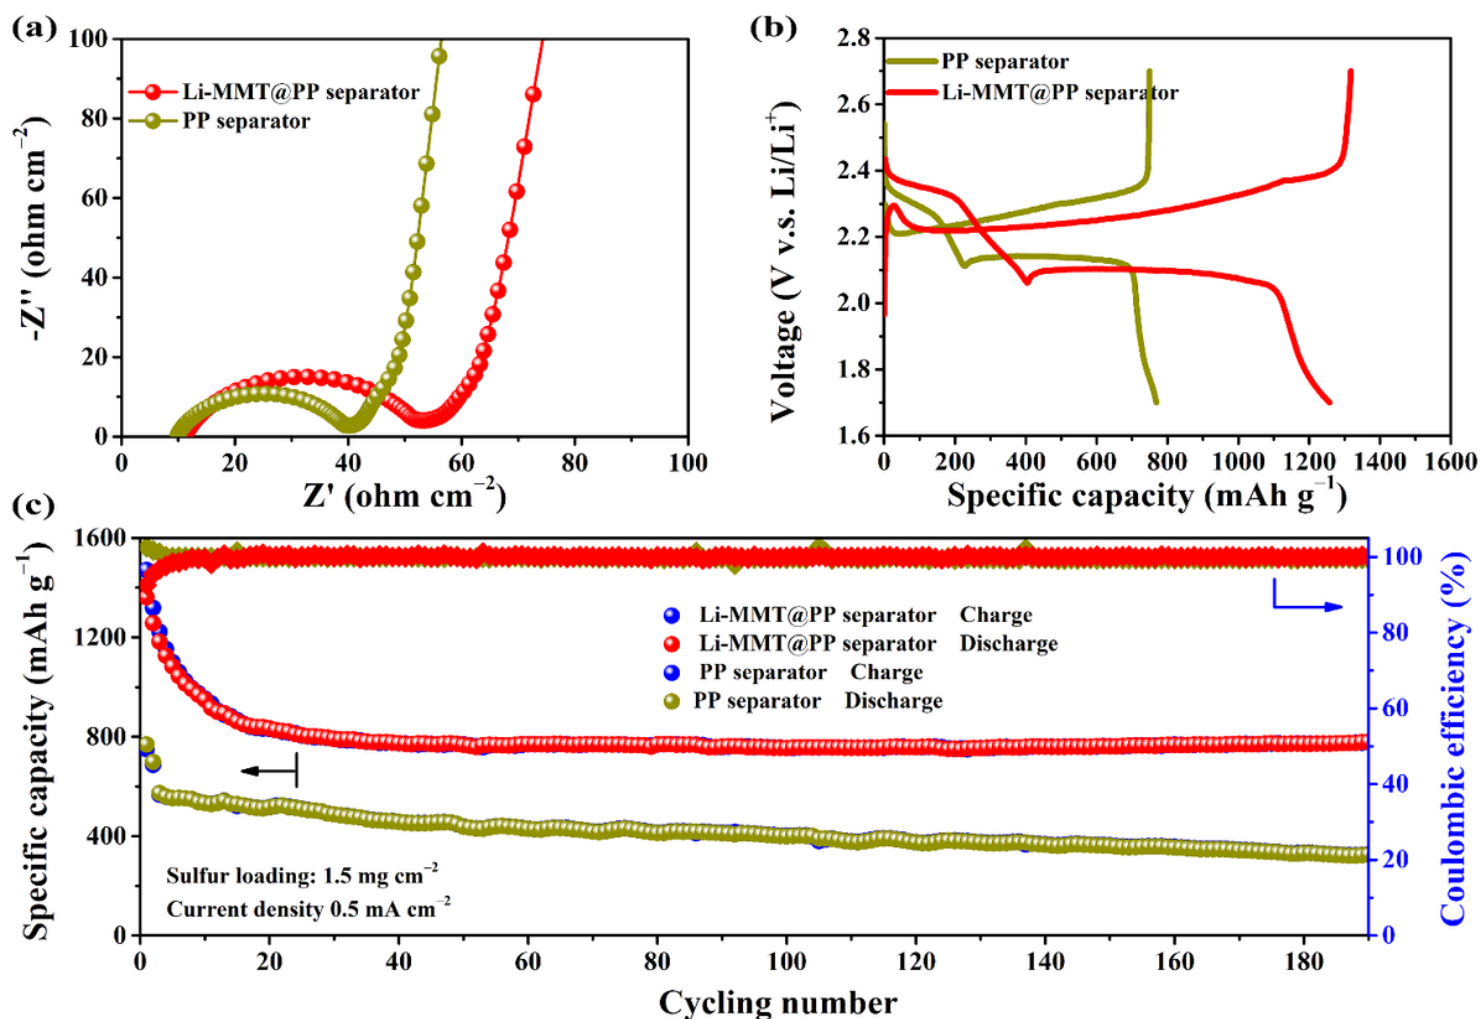 (a)
100
80
60
40
20
0
-Z'' (ohm cm−2)
Li-MMT@PP separator
PP separator
0 20 40 60 80 100
Z' (ohm cm−2)
(b)
2.8
2.6
2.4
2.2
2.0
1.8
1.6
Voltage (V v.s. Li/Li+)
PP separator
Li-MMT@PP separator
0 200 400 600 800 1000 1200 1400 1600
Specific capacity (mAh g−1)
(c)
1600
1200
800
400
0
Specific capacity (mAh g−1)
Li-MMT@PP separator Charge
Li-MMT@PP separator Discharge
PP separator Charge
PP separator Discharge
Sulfur loading: 1.5 mg cm−2
Current density 0.5 mA cm−2
100
80
60
40
20
0
Coulombic efficiency (%)
0 20 40 60 80 100 120 140 160 180
Cycling number